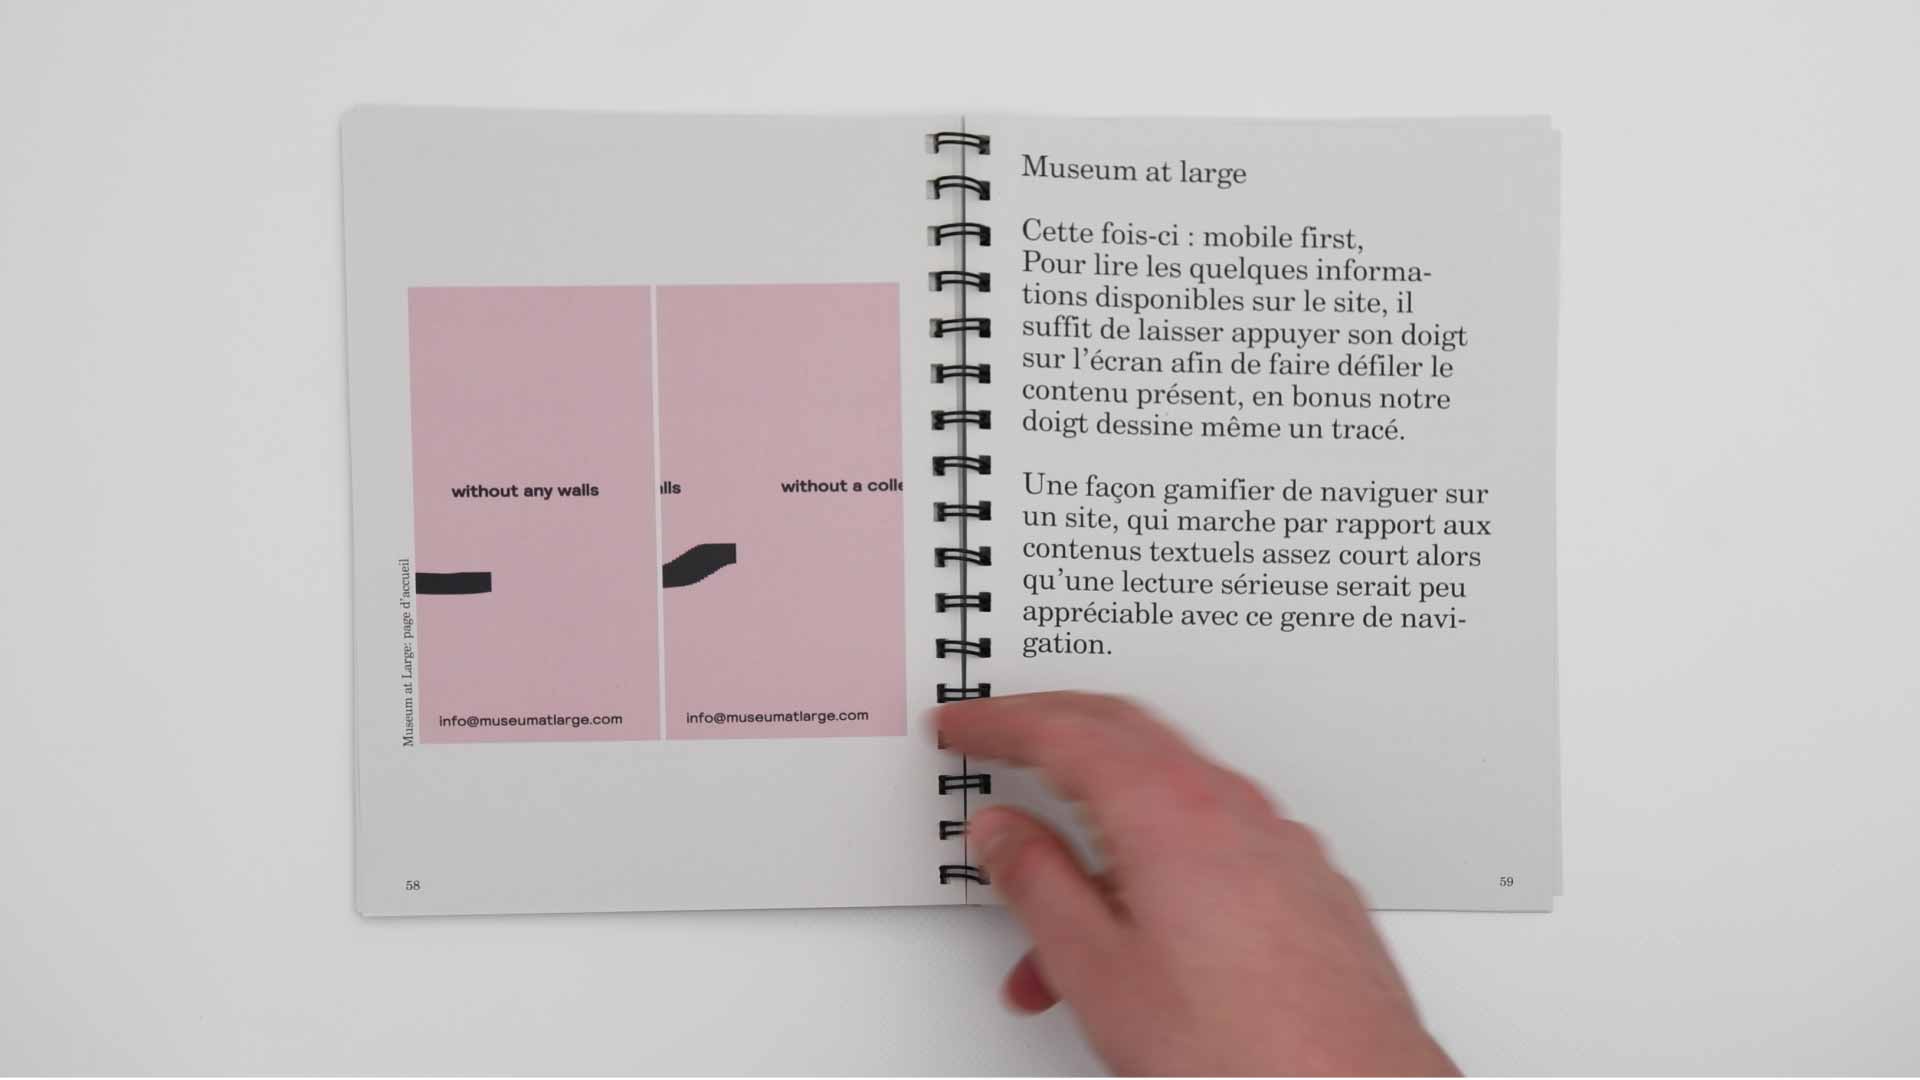 without any walls
info@museumatlarge.com
lls
without a colle
info@museumatlarge.com
Museum at Large: page d'accueil
58
Museum at large
Cette fois-ci : mobile first,
Pour lire les quelques informa-
tions disponibles sur le site, il
suffit de laisser appuyer son doigt
sur l'écran afin de faire défiler le
contenu présent, en bonus notre
doigt dessine même un tracé.
Une façon gamifier de naviguer sur
un site, qui marche par rapport aux
contenus textuels assez court alors
qu'une lecture sérieuse serait peu
appréciable avec ce genre de navi-
gation.
59